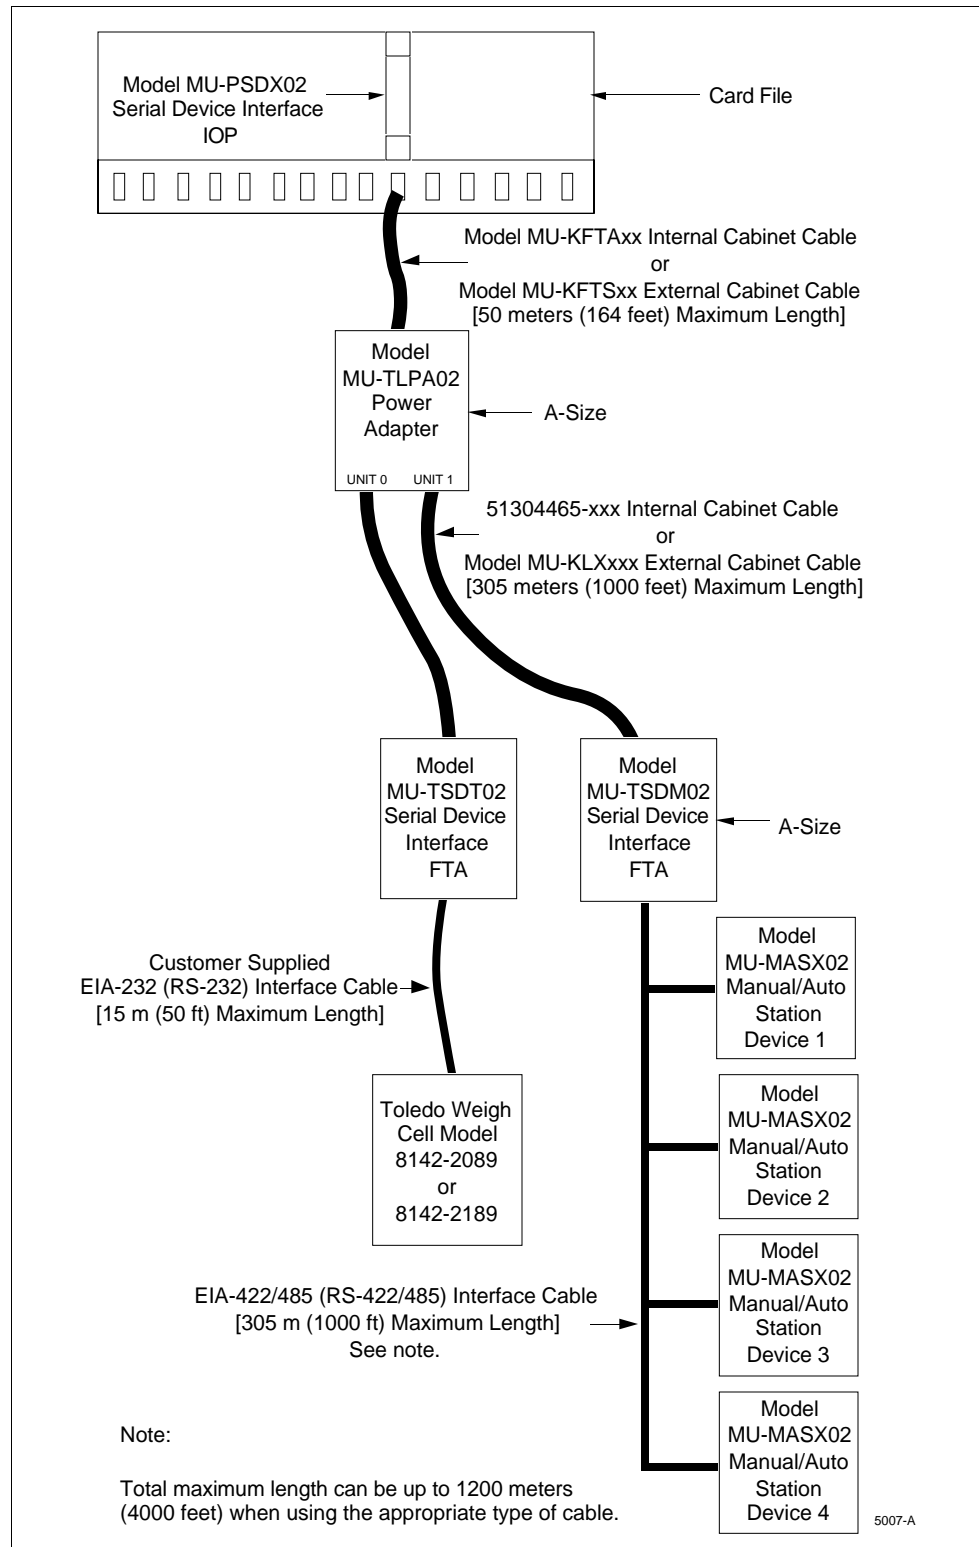 Model MU-PSDX02
Serial Device Interface
IOP
Card File
Model MU-KFTAxx Internal Cabinet Cable
or
Model MU-KFTSxx External Cabinet Cable
[50 meters (164 feet) Maximum Length]
Model
MU-TLPA02
Power
Adapter
A-Size
UNIT 0
UNIT 1
51304465-xxx Internal Cabinet Cable
or
Model MU-KLXxxx External Cabinet Cable
[305 meters (1000 feet) Maximum Length]
Model
MU-TSDT02
Serial Device
Interface
FTA
Model
MU-TSDM02
Serial Device
Interface
FTA
A-Size
Customer Supplied
EIA-232 (RS-232) Interface Cable
[15 m (50 ft) Maximum Length]
Model
MU-MASX02
Manual/Auto
Station
Device 1
Toledo Weigh
Cell Model
8142-2089
or
8142-2189
Model
MU-MASX02
Manual/Auto
Station
Device 2
EIA-422/485 (RS-422/485) Interface Cable
[305 m (1000 ft) Maximum Length]
See note.
Model
MU-MASX02
Manual/Auto
Station
Device 3
Model
MU-MASX02
Manual/Auto
Station
Device 4
Note:
Total maximum length can be up to 1200 meters
(4000 feet) when using the appropriate type of cable.
5007-A